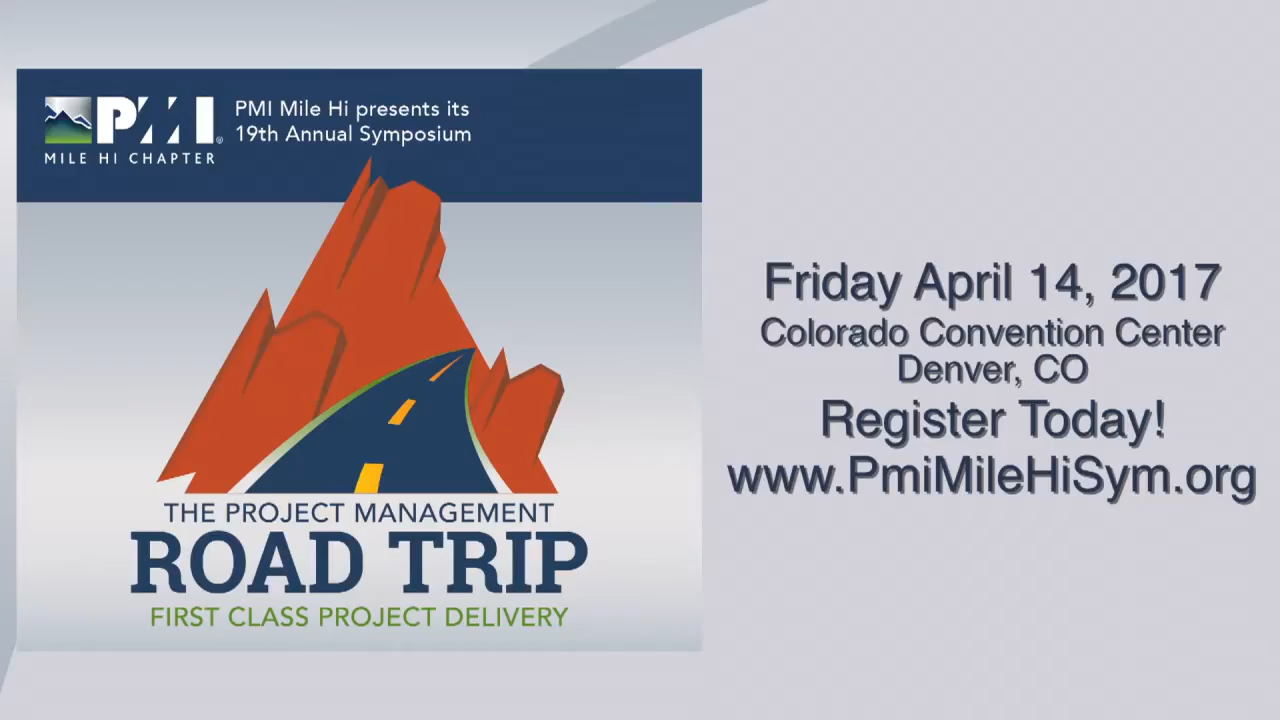 PMI®
MILE HI CHAPTER
PMI Mile Hi presents its
19th Annual Symposium
THE PROJECT MANAGEMENT
ROAD TRIP
FIRST CLASS PROJECT DELIVERY
Friday April 14, 2017
Colorado Convention Center
Denver, CO
Register Today!
www.PmiMileHiSym.org